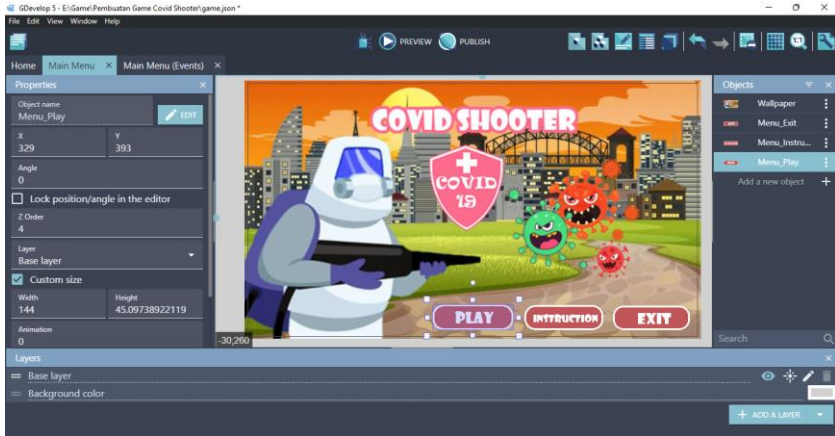 GDevelop 5 - E:\Game\Pembuatan Game Covid Shooter\game.json *
File Edit View Window Help
PREVIEW PUBLISH
Home Main Menu × Main Menu (Events) ×
Properties ×
Object name
Menu_Play
EDIT
X Y
329 393
Angle
0
Lock position/angle in the editor
Z Order
4
Layer
Base layer
Custom size
Width Height
144 45.09738922119
Animation
0
COVID SHOOTER
COVID
19
PLAY INSTRUCTION EXIT
-30;260
Objects ×
Wallpaper
Menu_Exit
Menu_Instru...
Menu_Play
Add a new object +
Search
Layers ×
Base layer
Background color
+ ADD A LAYER